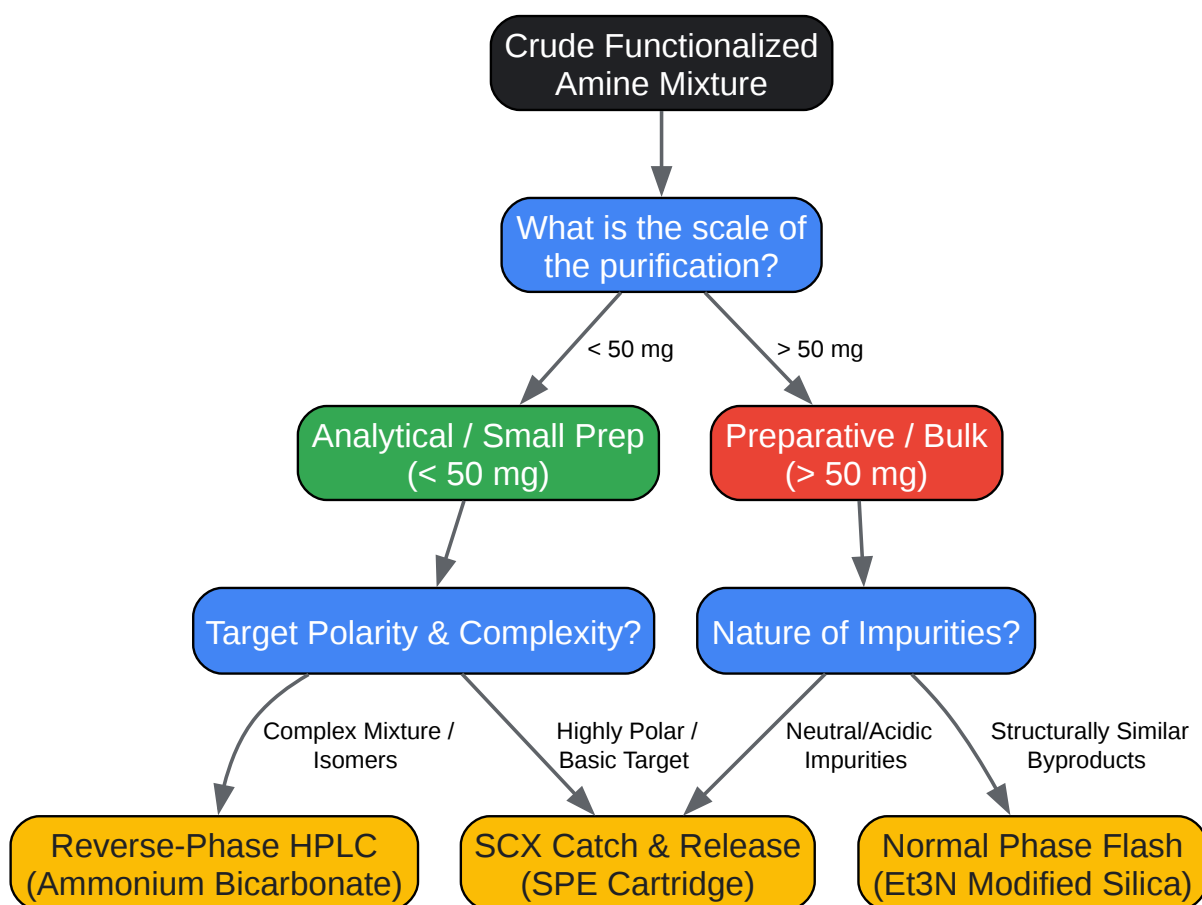 Crude Functionalized
Amine Mixture
What is the scale of
the purification?
< 50 mg
> 50 mg
Analytical / Small Prep
(< 50 mg)
Preparative / Bulk
(> 50 mg)
Target Polarity & Complexity?
Nature of Impurities?
Complex Mixture /
Isomers
Highly Polar /
Basic Target
Neutral/Acidic
Impurities
Structurally Similar
Byproducts
Reverse-Phase HPLC
(Ammonium Bicarbonate)
SCX Catch & Release
(SPE Cartridge)
Normal Phase Flash
(Et3N Modified Silica)